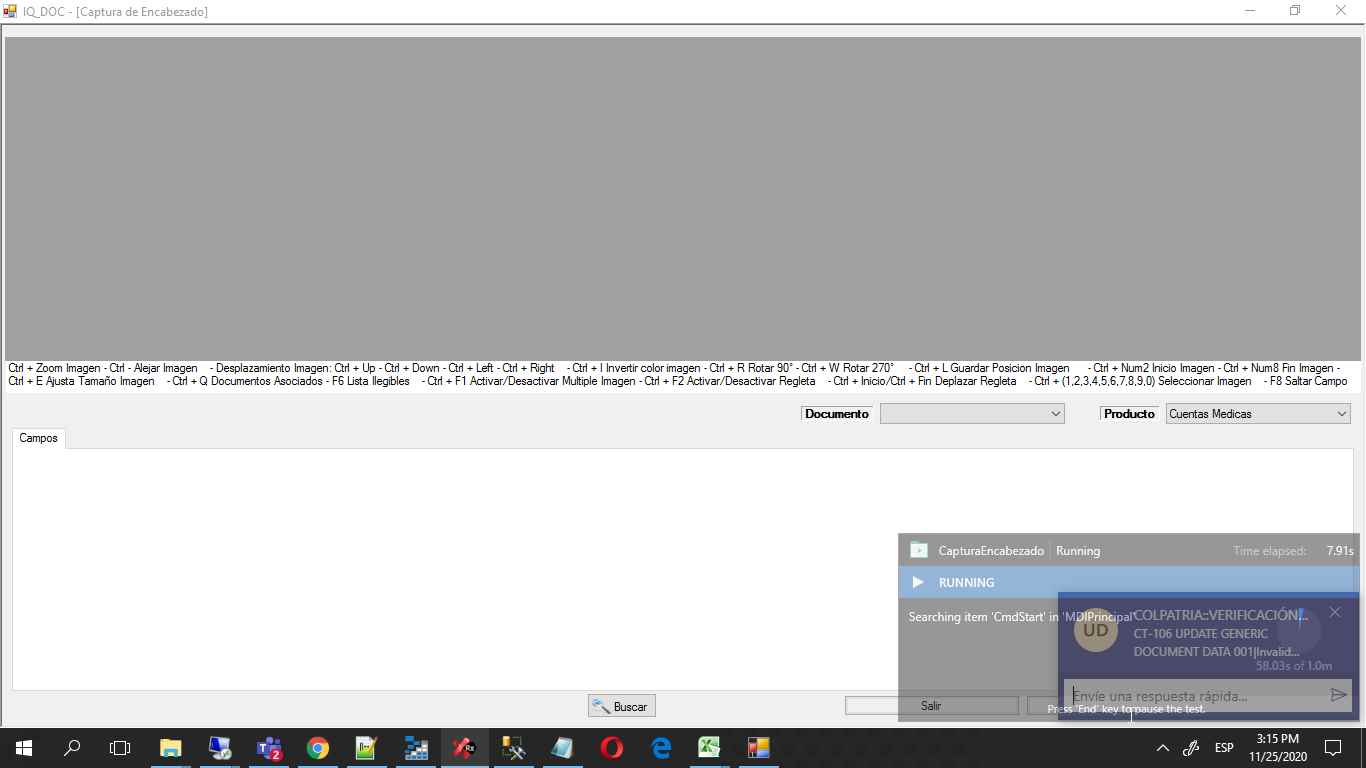 IQ_DOC - [Captura de Encabezado]
Ctrl + Zoom Imagen - Ctrl - Alejar Imagen - Desplazamiento Imagen: Ctrl + Up - Ctrl + Down - Ctrl + Left - Ctrl + Right - Ctrl + I Invertir color imagen - Ctrl + R Rotar 90° - Ctrl + W Rotar 270° - Ctrl + L Guardar Posicion Imagen - Ctrl + Num2 Inicio Imagen - Ctrl + Num8 Fin Imagen -
Ctrl + E Ajusta Tamaño Imagen - Ctrl + Q Documentos Asociados - F6 Lista Ilegibles - Ctrl + F1 Activar/Desactivar Multiple Imagen - Ctrl + F2 Activar/Desactivar Regleta - Ctrl + Inicio/Ctrl + Fin Deplazar Regleta - Ctrl + (1,2,3,4,5,6,7,8,9,0) Seleccionar Imagen - F8 Saltar Campo
Documento Producto Cuentas Medicas
Campos
CapturaEncabezado Running Time elapsed: 7.91s
RUNNING
Searching item 'CmdStart' in 'MDIPrincipal'
UD
COLPATRIA::VERIFICACIÓN...
CT-106 UPDATE GENERIC
DOCUMENT DATA 001|Invalid...
58.03s of 1.0m
Envíe una respuesta rápida...
Buscar Salir
Press 'End' key to pause the test.
2
Rx
ESP
3:15 PM
11/25/2020